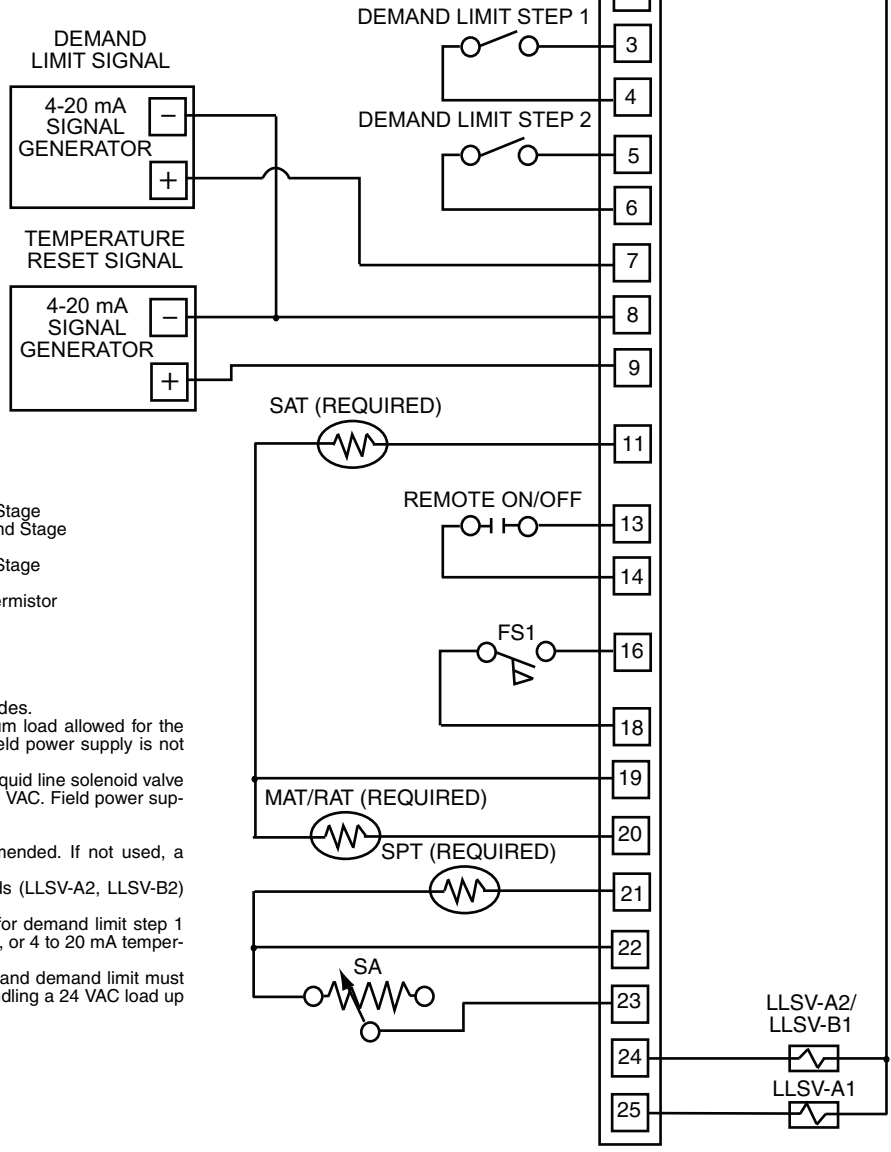 DEMAND LIMIT STEP 1
DEMAND
LIMIT SIGNAL
3
4-20 mA
SIGNAL
GENERATOR
−
+
4
DEMAND LIMIT STEP 2
5
6
TEMPERATURE
RESET SIGNAL
7
4-20 mA
SIGNAL
GENERATOR
−
+
8
9
SAT (REQUIRED)
11
REMOTE ON/OFF
13
14
Stage
nd Stage
Stage
ermistor
FS1
16
18
des.
um load allowed for the
eld power supply is not
quid line solenoid valve
VAC. Field power sup-
mended. If not used, a
ds (LLSV-A2, LLSV-B2)
for demand limit step 1
, or 4 to 20 mA temper-
and demand limit must
ndling a 24 VAC load up
19
MAT/RAT (REQUIRED)
20
SPT (REQUIRED)
21
22
SA
23
LLSV-A2/
LLSV-B1
24
LLSV-A1
25